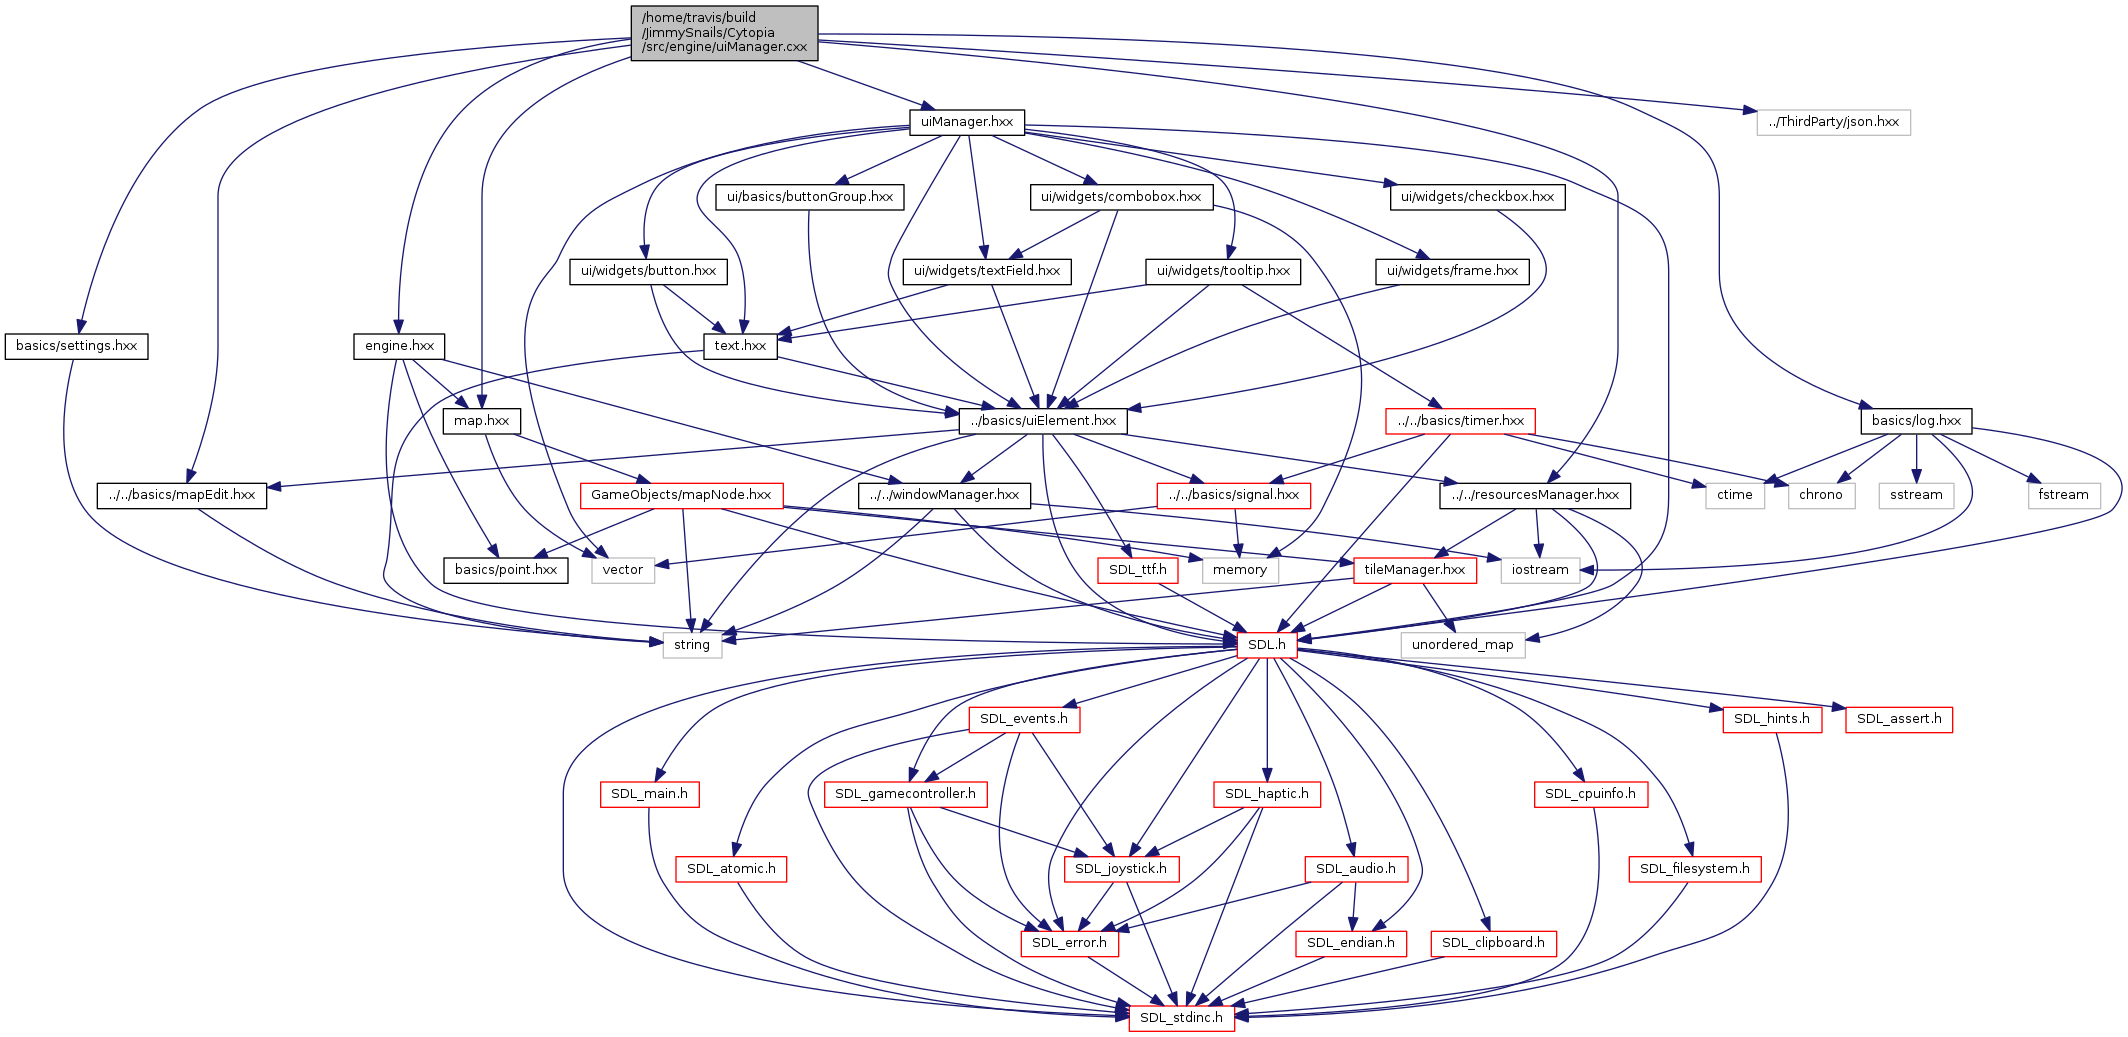 /home/travis/build
/JimmySnails/Cytopia
/src/engine/uiManager.cxx
uiManager.hxx
../ThirdParty/json.hxx
ui/basics/buttonGroup.hxx
ui/widgets/combobox.hxx
ui/widgets/checkbox.hxx
ui/widgets/button.hxx
ui/widgets/textField.hxx
ui/widgets/tooltip.hxx
ui/widgets/frame.hxx
basics/settings.hxx
engine.hxx
text.hxx
map.hxx
../basics/uiElement.hxx
../../basics/timer.hxx
basics/log.hxx
../../basics/mapEdit.hxx
GameObjects/mapNode.hxx
../../windowManager.hxx
../../basics/signal.hxx
../../resourcesManager.hxx
ctime
chrono
sstream
fstream
basics/point.hxx
vector
SDL_ttf.h
memory
tileManager.hxx
iostream
string
SDL.h
unordered_map
SDL_events.h
SDL_hints.h
SDL_assert.h
SDL_main.h
SDL_gamecontroller.h
SDL_haptic.h
SDL_cpuinfo.h
SDL_atomic.h
SDL_joystick.h
SDL_audio.h
SDL_filesystem.h
SDL_error.h
SDL_endian.h
SDL_clipboard.h
SDL_stdinc.h